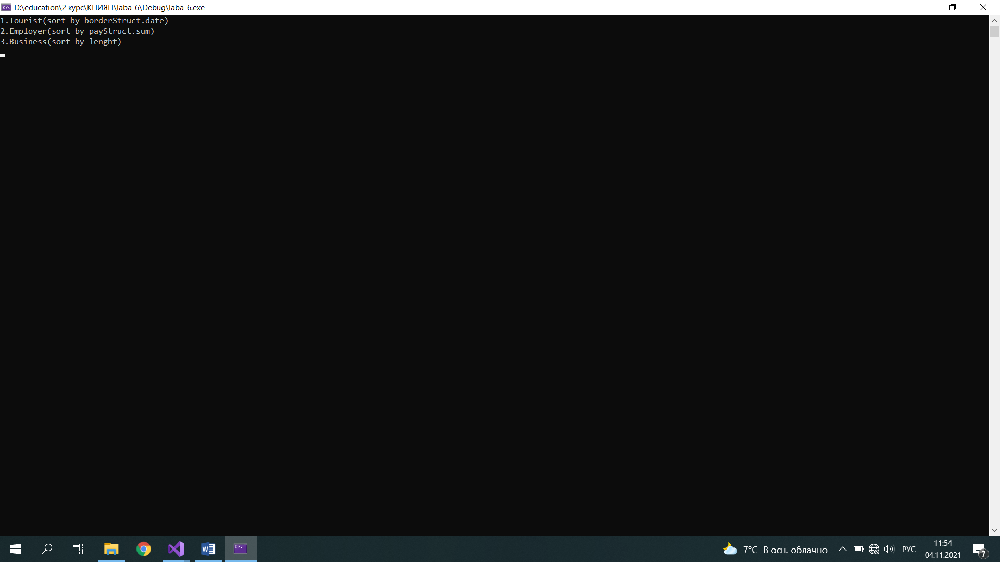 D:\education\2 курс\КПИЯП\laba_6\Debug\laba_6.exe
1.Tourist(sort by borderStruct.date)
2.Employer(sort by payStruct.sum)
3.Business(sort by lenght)
7°C В осн. облачно
РУС
11:54
04.11.2021
7